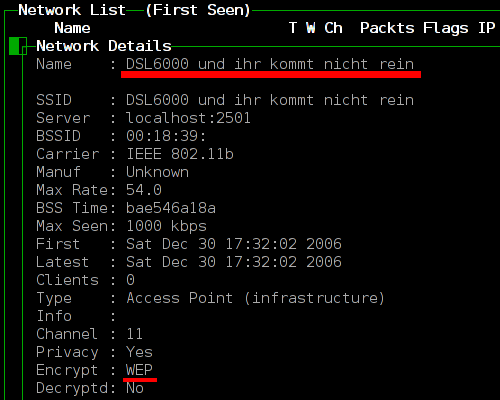 Network List—(First Seen)
Name T W Ch Packts Flags IP
Network Details
Name : DSL6000 und ihr kommt nicht rein
SSID : DSL6000 und ihr kommt nicht rein
Server : localhost:2501
BSSID : 00:18:39:
Carrier : IEEE 802.11b
Manuf : Unknown
Max Rate: 54.0
BSS Time: bae546a18a
Max Seen: 1000 kbps
First : Sat Dec 30 17:32:02 2006
Latest : Sat Dec 30 17:32:02 2006
Clients : 0
Type : Access Point (infrastructure)
Info :
Channel : 11
Privacy : Yes
Encrypt : WEP
Decryptd: No